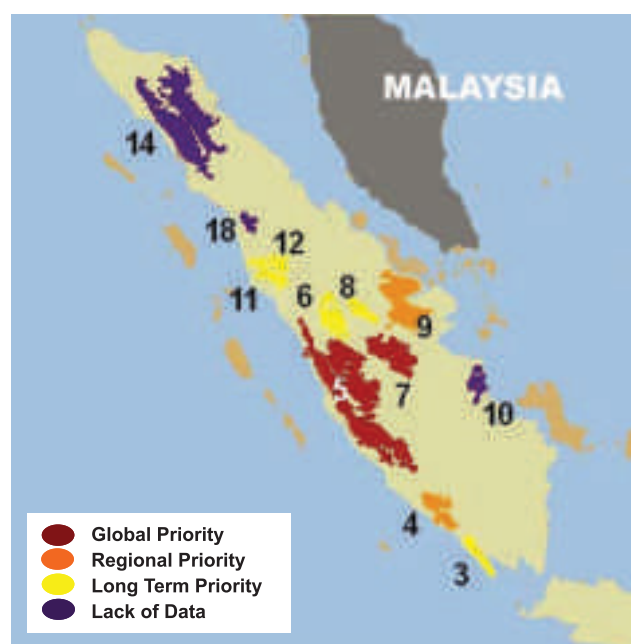 MALAYSIA
14
18
12
11
6
8
9
5
7
10
4
3
Global Priority
Regional Priority
Long Term Priority
Lack of Data